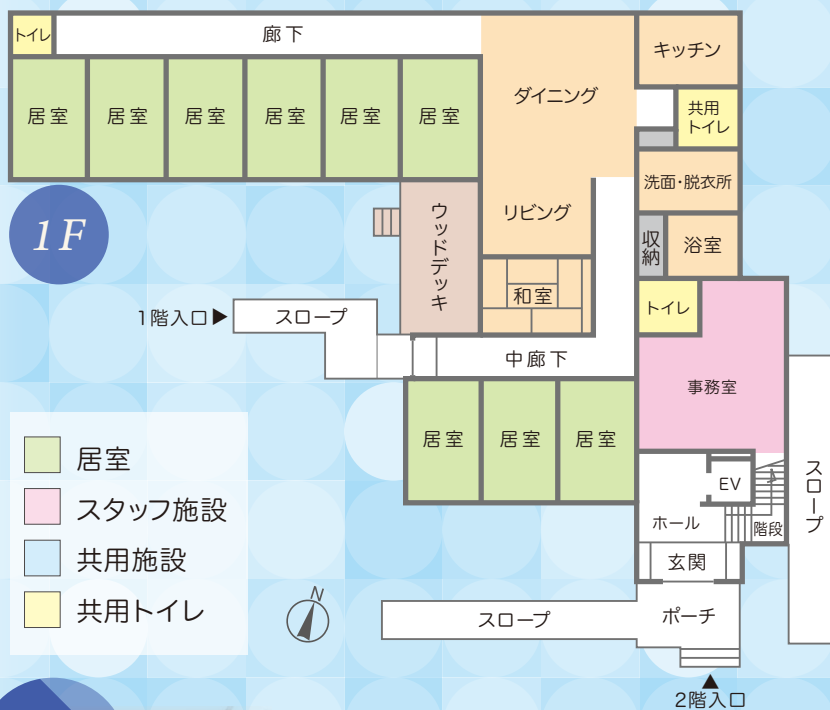 トイレ
廊下
キッチン
ダイニング
共用
トイレ
居室
居室
居室
居室
居室
居室
洗面・脱衣所
1F
ウッドデッキ
リビング
収納
浴室
和室
トイレ
1階入口▶
スロープ
中廊下
事務室
居室
居室
居室
スロープ
EV
ホール
階段
玄関
居室
スタッフ施設
共用施設
共用トイレ
N
スロープ
ポーチ
▲
2階入口